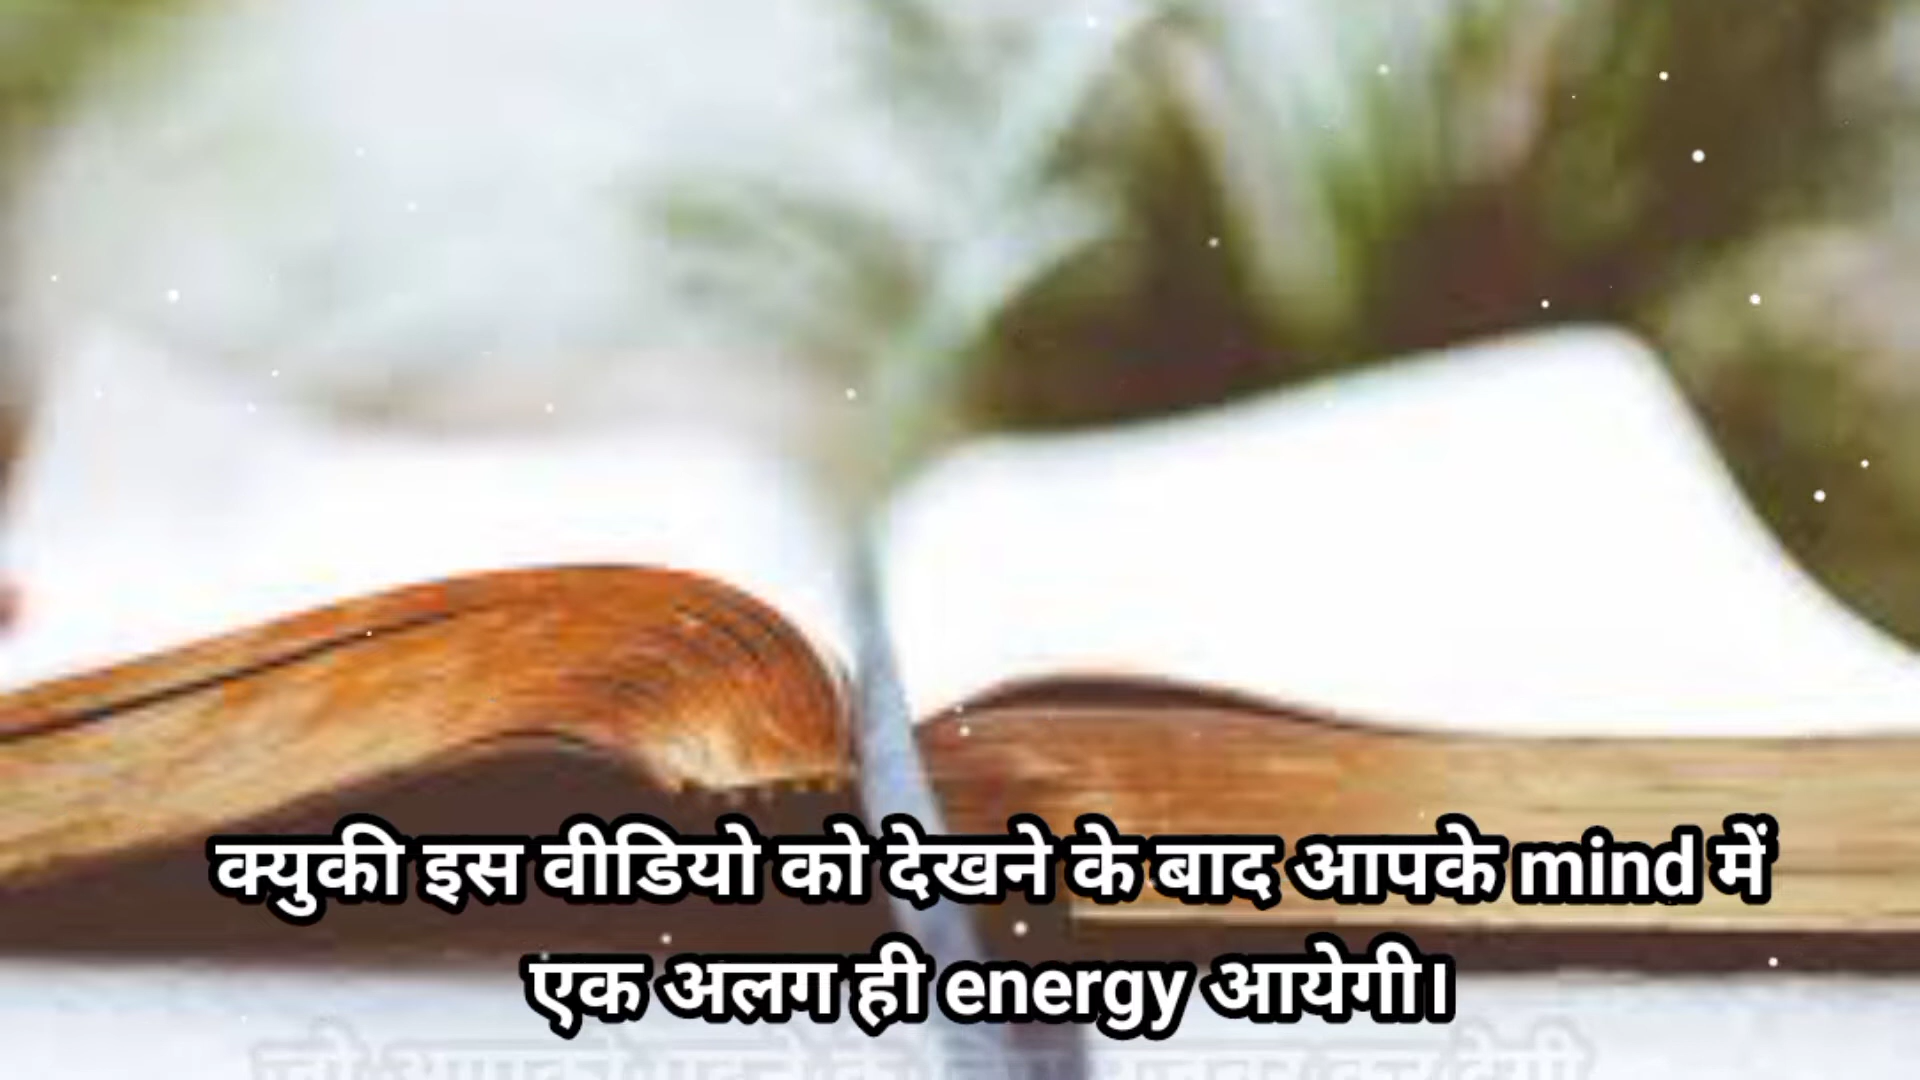 क्युकी इस वीडियो को देखने के बाद आपके mind में
एक अलग ही energy आयेगी।